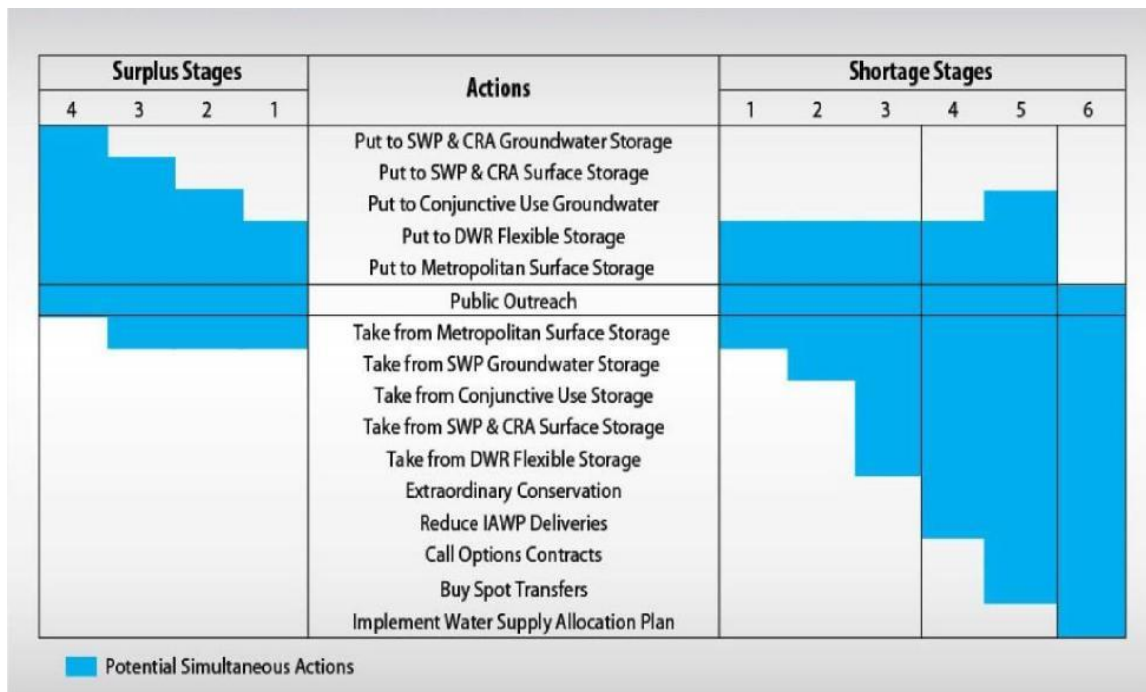 Surplus Stages
Actions
Shortage Stages
4 3 2 1
1 2 3 4 5 6
Put to SWP & CRA Groundwater Storage
Put to SWP & CRA Surface Storage
Put to Conjunctive Use Groundwater
Put to DWR Flexible Storage
Put to Metropolitan Surface Storage
Public Outreach
Take from Metropolitan Surface Storage
Take from SWP Groundwater Storage
Take from Conjunctive Use Storage
Take from SWP & CRA Surface Storage
Take from DWR Flexible Storage
Extraordinary Conservation
Reduce IAWP Deliveries
Call Options Contracts
Buy Spot Transfers
Implement Water Supply Allocation Plan
Potential Simultaneous Actions